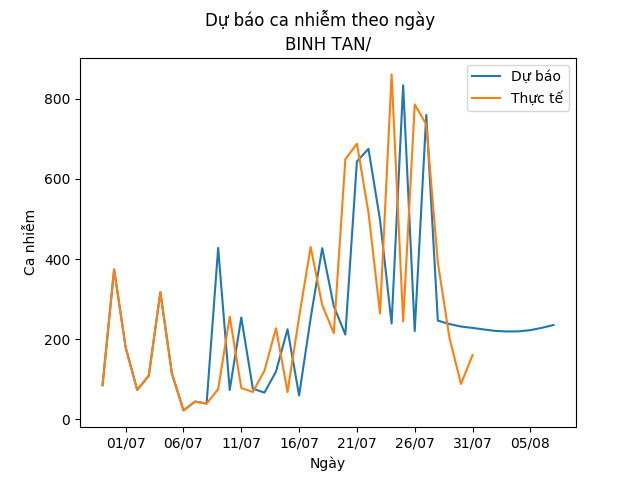 Dự báo ca nhiễm theo ngày
BINH TAN/
Dự báo
Thực tế
Ca nhiễm
800
600
400
200
0
01/07 06/07 11/07 16/07 21/07 26/07 31/07 05/08
Ngày